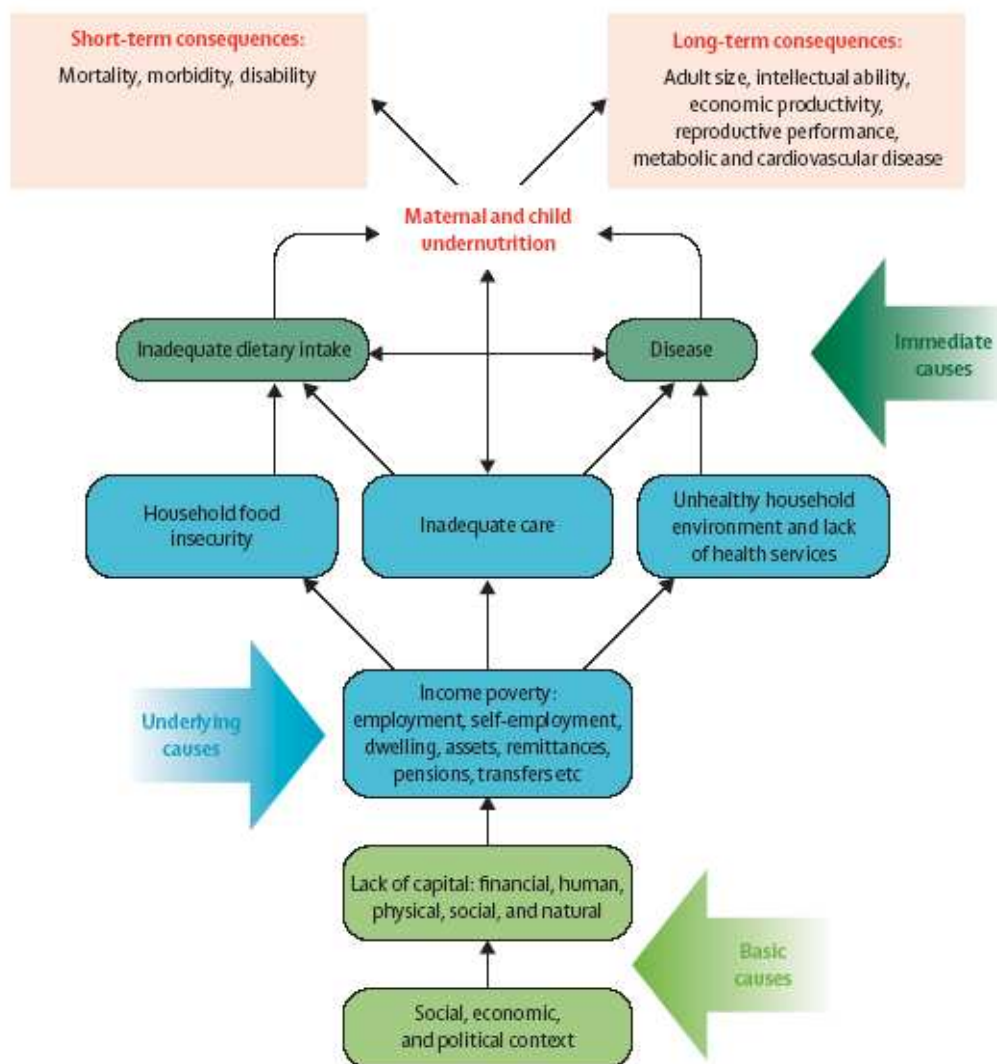 Short-term consequences:
Mortality, morbidity, disability
Long-term consequences:
Adult size, intellectual ability,
economic productivity,
reproductive performance,
metabolic and cardiovascular disease
Maternal and child
undernutrition
Inadequate dietary intake
Disease
Immediate
causes
Household food
insecurity
Inadequate care
Unhealthy household
environment and lack
of health services
Underlying
causes
Income poverty:
employment, self-employment,
dwelling, assets, remittances,
pensions, transfers etc
Lack of capital: financial, human,
physical, social, and natural
Basic
causes
Social, economic,
and political context